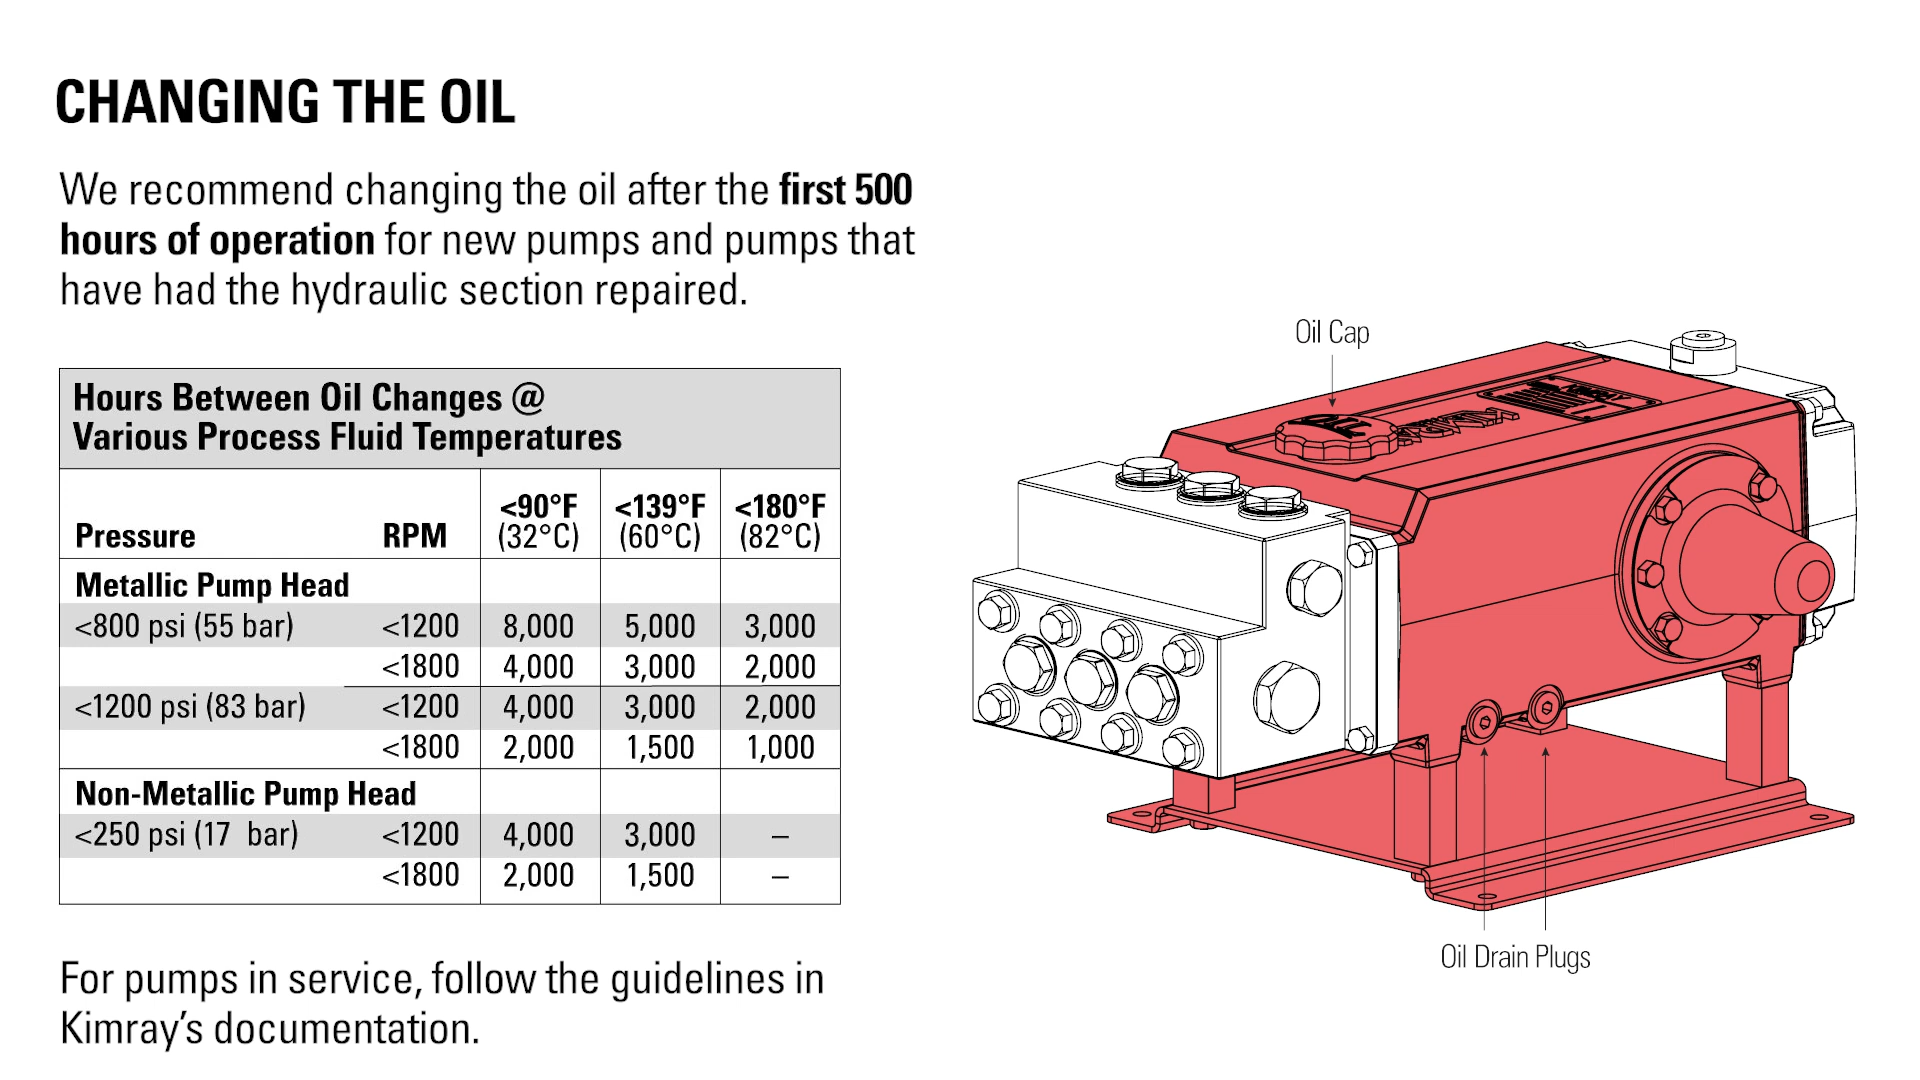 CHANGING THE OIL
We recommend changing the oil after the first 500
hours of operation for new pumps and pumps that
have had the hydraulic section repaired.
Hours Between Oil Changes @
Various Process Fluid Temperatures
Pressure RPM <90°F (32°C) <139°F (60°C) <180°F (82°C)
Metallic Pump Head
<800 psi (55 bar) <1200 8,000 5,000 3,000
<1800 4,000 3,000 2,000
<1200 psi (83 bar) <1200 4,000 3,000 2,000
<1800 2,000 1,500 1,000
Non-Metallic Pump Head
<250 psi (17 bar) <1200 4,000 3,000 –
<1800 2,000 1,500 –
For pumps in service, follow the guidelines in
Kimray’s documentation.
Oil Cap
OIL
KIMRAY
KIMRAY
Oil Drain Plugs